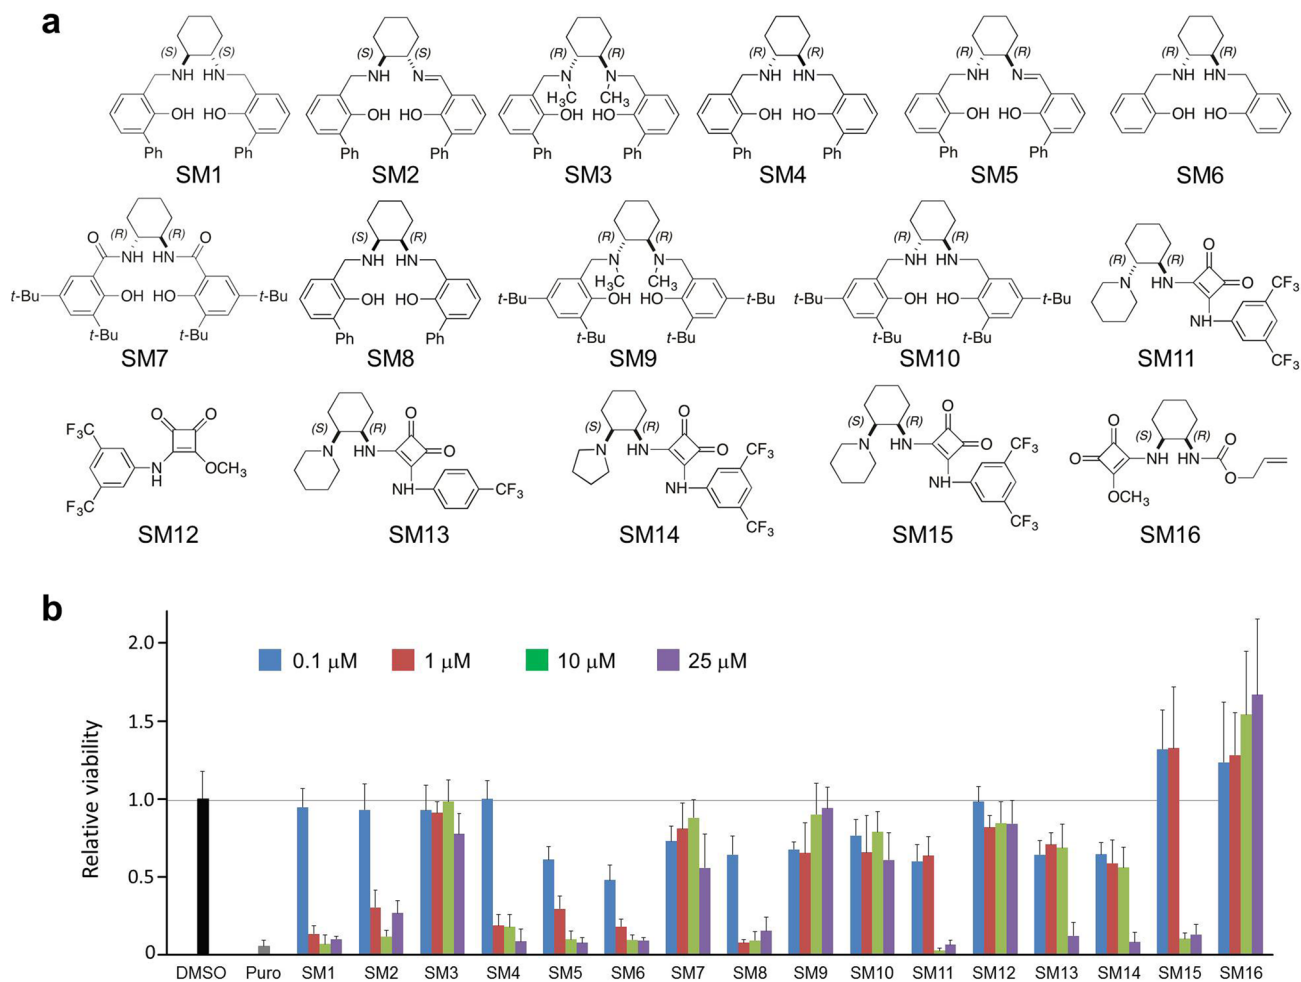 a
(S) (S) (S) (S) (R) (R) (R) (R) (R) (R) (R) (R)
NH HN NH N N N NH HN NH N NH HN
H3C CH3
OH HO OH HO OH HO OH HO OH HO OH HO
Ph Ph Ph Ph Ph Ph Ph Ph Ph Ph
SM1 SM2 SM3 SM4 SM5 SM6
(R) (R) (S) (R) (R) (R) (R) (R) (R) (R)
O O O O
NH HN NH HN N N NH HN N HN
H3C CH3 CF3
t-Bu OH HO t-Bu OH HO t-Bu OH HO t-Bu t-Bu OH HO t-Bu NH
t-Bu t-Bu Ph Ph t-Bu t-Bu t-Bu t-Bu CF3
SM7 SM8 SM9 SM10 SM11
O O (S) (R) O O (S) (R) O O (S) (R) O O O (S) (R) O
F3C N HN N HN N HN CF3 O NH HN O
N H OCH3 NH CF3 NH CF3 NH OCH3
F3C CF3 CF3
SM12 SM13 SM14 SM15 SM16
b
Relative viability
2.0
1.5
1.0
0.5
0
0.1 μM 1 μM 10 μM 25 μM
DMSO Puro SM1 SM2 SM3 SM4 SM5 SM6 SM7 SM8 SM9 SM10 SM11 SM12 SM13 SM14 SM15 SM16